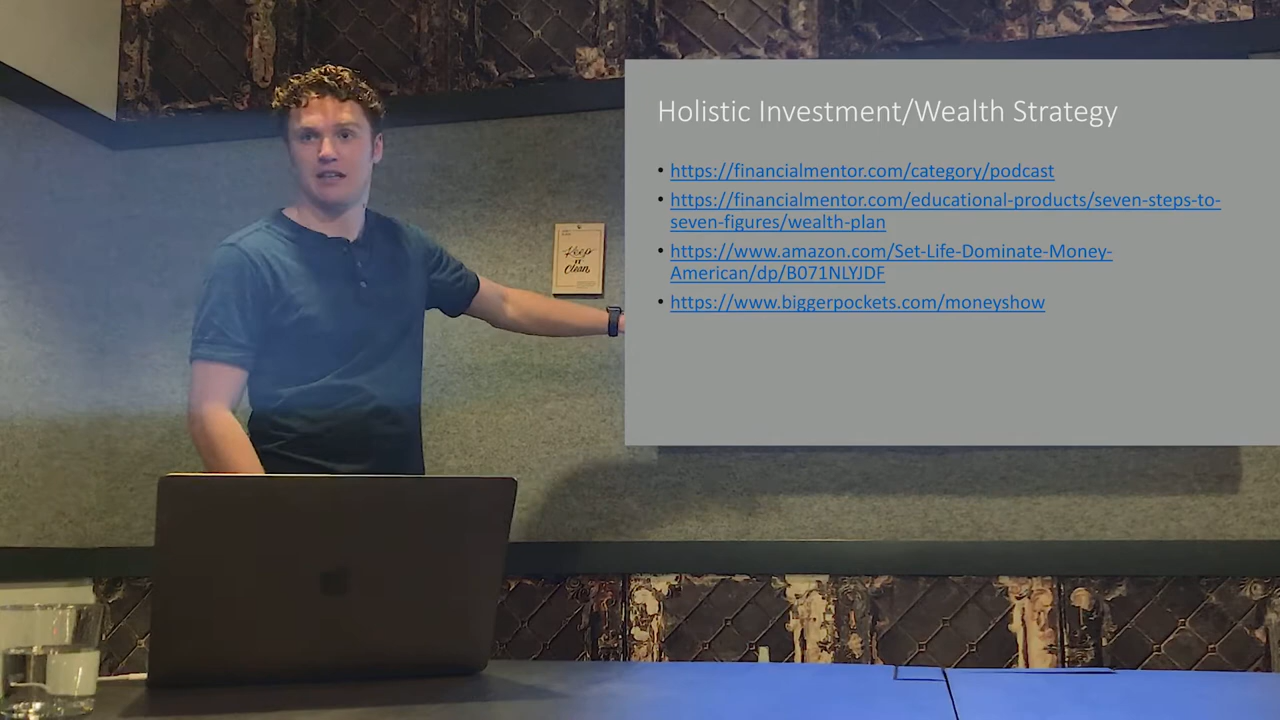 Holistic Investment/Wealth Strategy
• https://financialmentor.com/category/podcast
• https://financialmentor.com/educational-products/seven-steps-to-
seven-figures/wealth-plan
• https://www.amazon.com/Set-Life-Dominate-Money-
American/dp/B071NLYJDF
• https://www.biggerpockets.com/moneyshow
Keep
IT
Clean